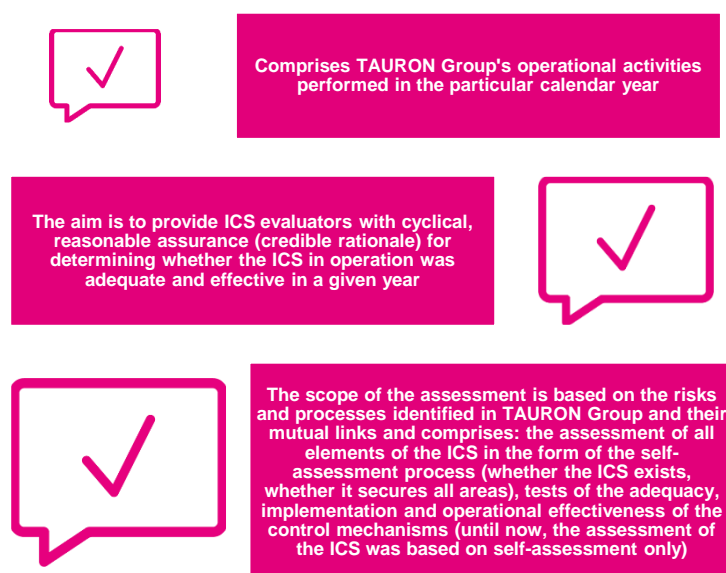 Comprises TAURON Group's operational activities
performed in the particular calendar year
The aim is to provide ICS evaluators with cyclical,
reasonable assurance (credible rationale) for
determining whether the ICS in operation was
adequate and effective in a given year
The scope of the assessment is based on the risks
and processes identified in TAURON Group and their
mutual links and comprises: the assessment of all
elements of the ICS in the form of the self-
assessment process (whether the ICS exists,
whether it secures all areas), tests of the adequacy,
implementation and operational effectiveness of the
control mechanisms (until now, the assessment of
the ICS was based on self-assessment only)